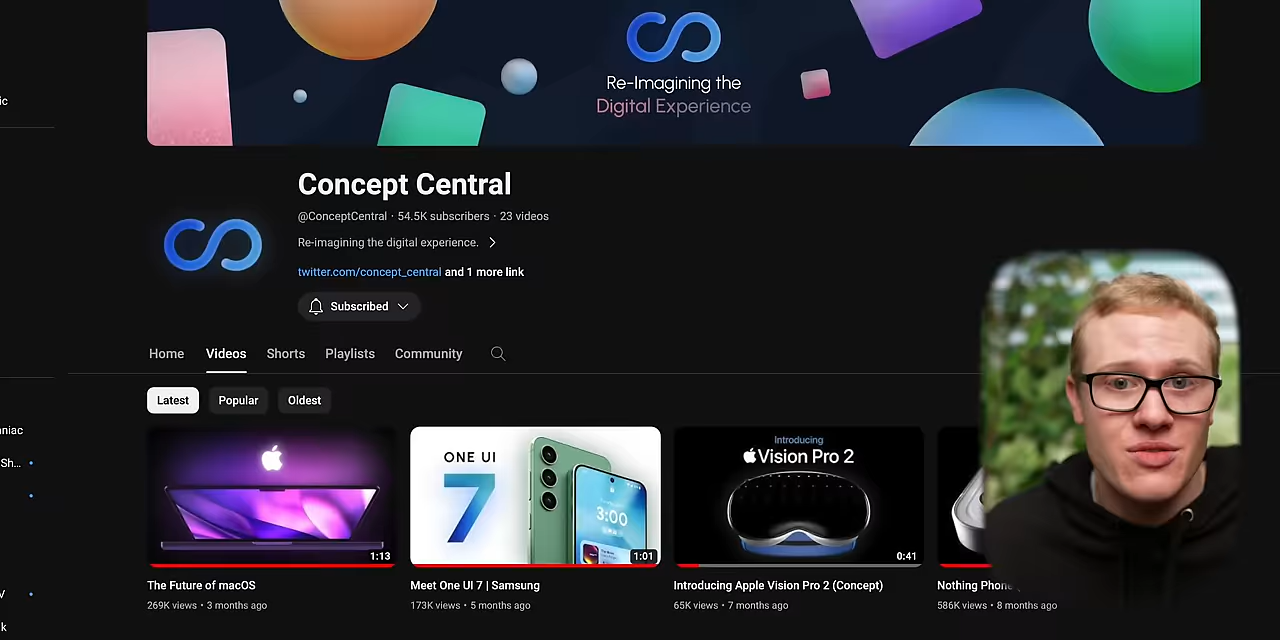 Re-Imagining the
Digital Experience
ic
Concept Central
@ConceptCentral · 54.5K subscribers · 23 videos
Re-imagining the digital experience.
twitter.com/concept_central and 1 more link
Subscribed
Home Videos Shorts Playlists Community
Latest Popular Oldest
niac
Sh...
V
k
ONE UI
7
3:00
Introducing
Vision Pro 2
1:13
1:01
0:41
The Future of macOS
269K views • 3 months ago
Meet One UI 7 | Samsung
173K views • 5 months ago
Introducing Apple Vision Pro 2 (Concept)
65K views • 7 months ago
Nothing Phone
586K views • 8 months ago